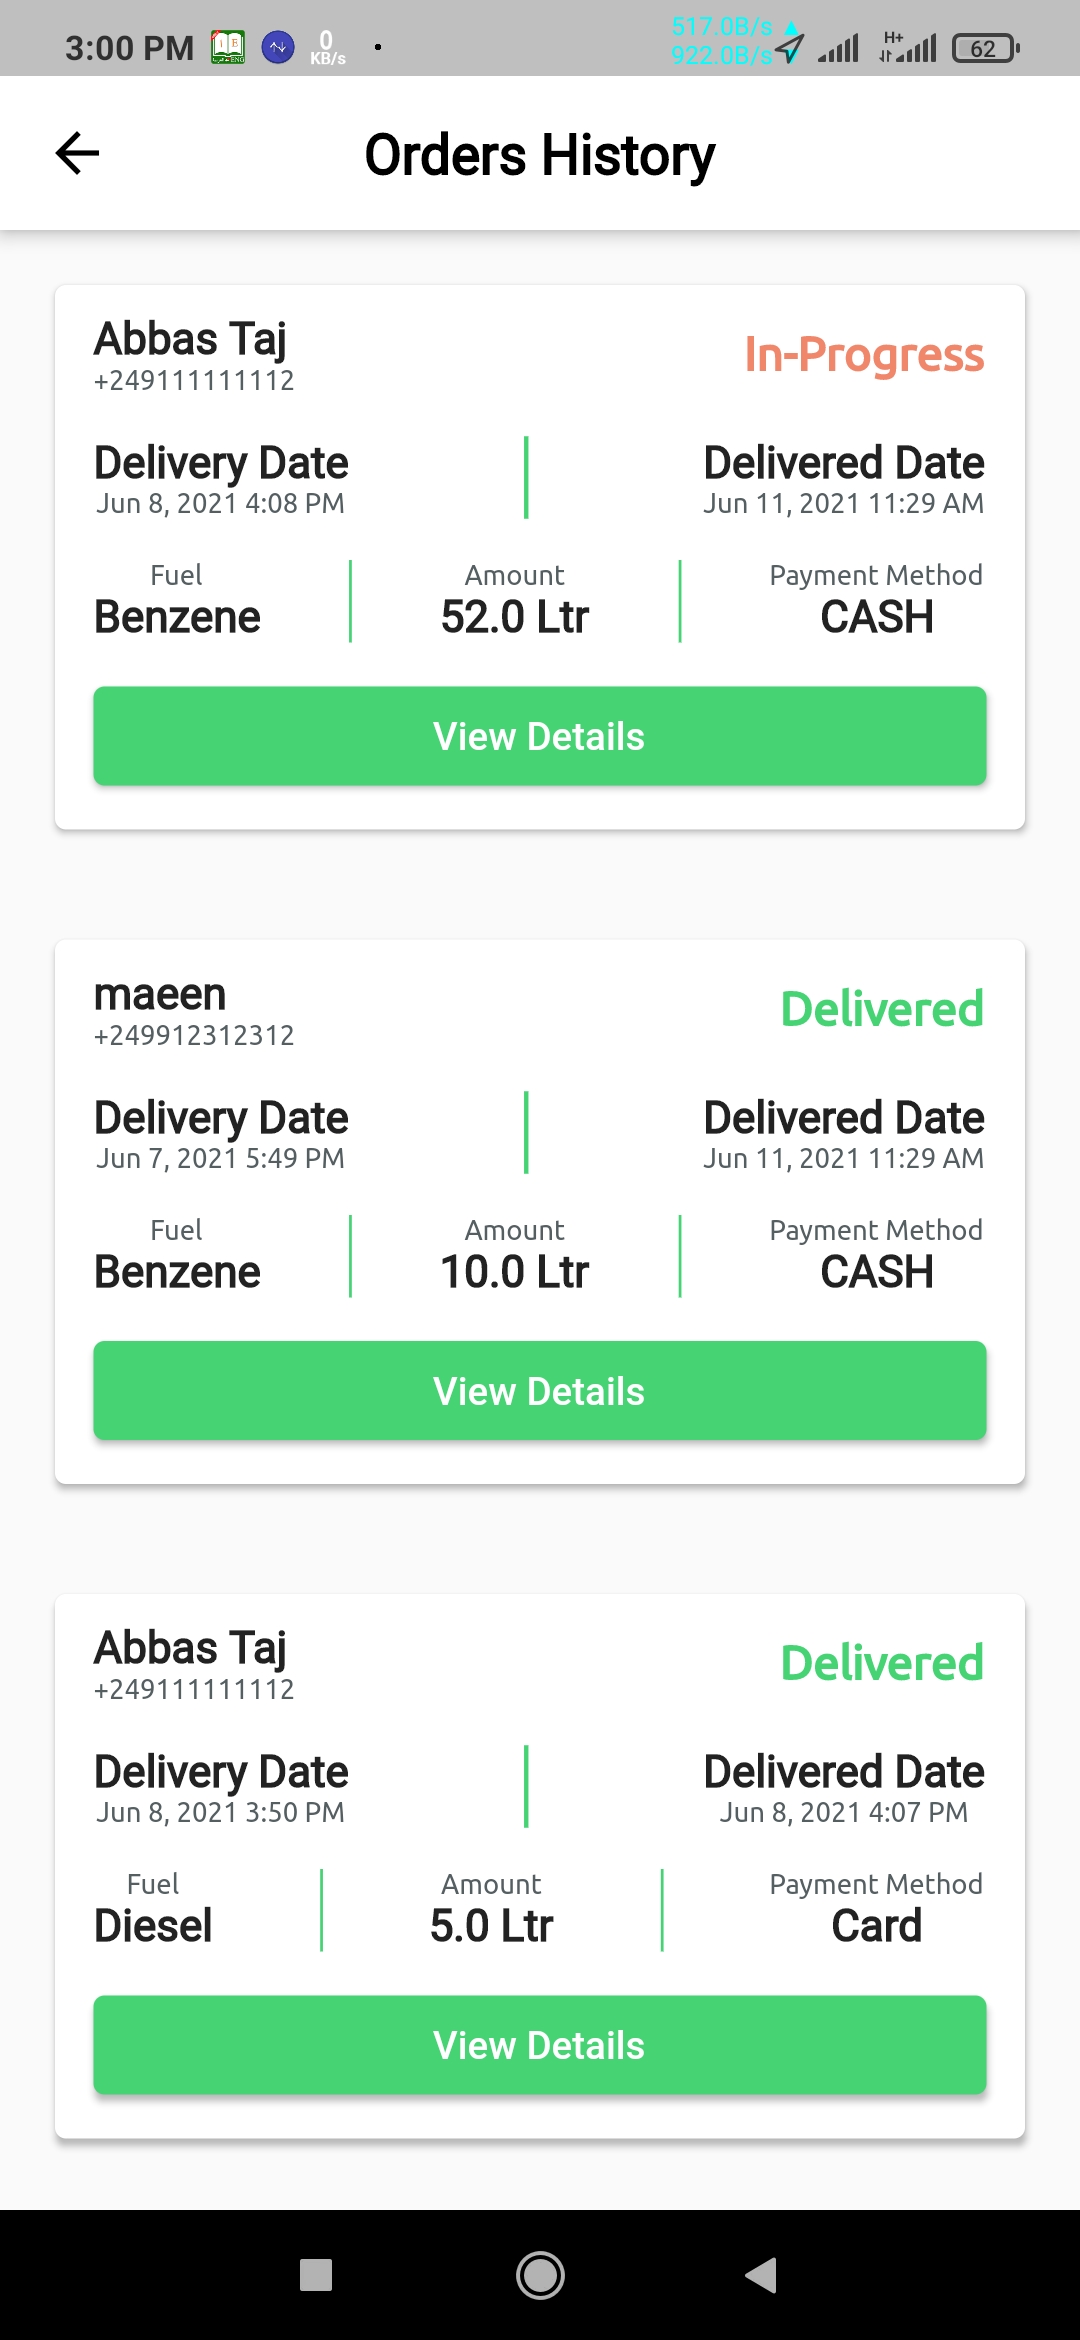 3:00 PM
0
KB/s
517.0B/s
922.0B/s
H+
62
Orders History
Abbas Taj
+249111111112
In-Progress
Delivery Date
Jun 8, 2021 4:08 PM
Delivered Date
Jun 11, 2021 11:29 AM
Fuel
Benzene
Amount
52.0 Ltr
Payment Method
CASH
View Details
maeen
+249912312312
Delivered
Delivery Date
Jun 7, 2021 5:49 PM
Delivered Date
Jun 11, 2021 11:29 AM
Fuel
Benzene
Amount
10.0 Ltr
Payment Method
CASH
View Details
Abbas Taj
+249111111112
Delivered
Delivery Date
Jun 8, 2021 3:50 PM
Delivered Date
Jun 8, 2021 4:07 PM
Fuel
Diesel
Amount
5.0 Ltr
Payment Method
Card
View Details